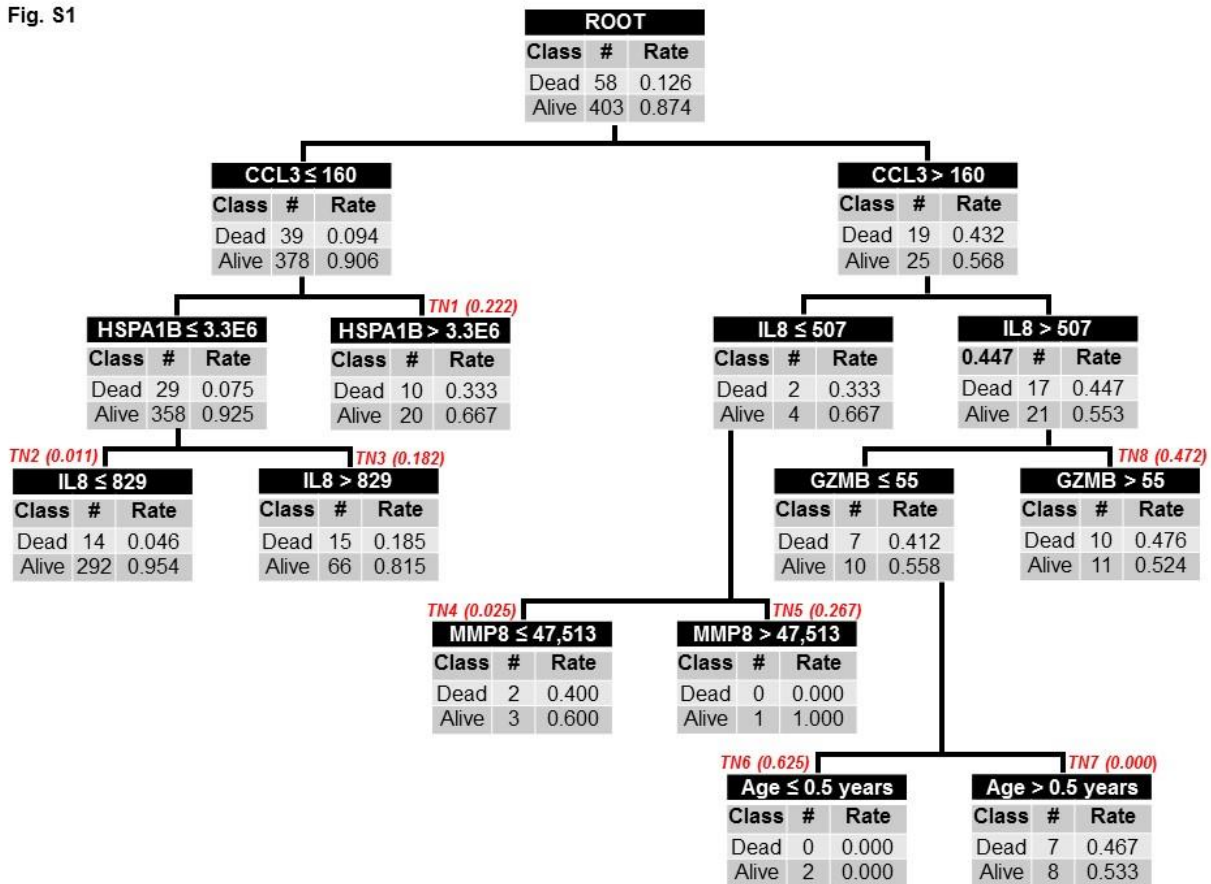 Fig. S1
ROOT
Class # Rate
Dead 58 0.126
Alive 403 0.874
CCL3 ≤ 160
Class # Rate
Dead 39 0.094
Alive 378 0.906
CCL3 > 160
Class # Rate
Dead 19 0.432
Alive 25 0.568
HSPA1B ≤ 3.3E6
Class # Rate
Dead 29 0.075
Alive 358 0.925
TN1 (0.222)
HSPA1B > 3.3E6
Class # Rate
Dead 10 0.333
Alive 20 0.667
IL8 ≤ 507
Class # Rate
Dead 2 0.333
Alive 4 0.667
IL8 > 507
0.447 # Rate
Dead 17 0.447
Alive 21 0.553
TN2 (0.011)
IL8 ≤ 829
Class # Rate
Dead 14 0.046
Alive 292 0.954
TN3 (0.182)
IL8 > 829
Class # Rate
Dead 15 0.185
Alive 66 0.815
GZMB ≤ 55
Class # Rate
Dead 7 0.412
Alive 10 0.558
TN8 (0.472)
GZMB > 55
Class # Rate
Dead 10 0.476
Alive 11 0.524
TN4 (0.025)
MMP8 ≤ 47,513
Class # Rate
Dead 2 0.400
Alive 3 0.600
TN5 (0.267)
MMP8 > 47,513
Class # Rate
Dead 0 0.000
Alive 1 1.000
TN6 (0.625)
Age ≤ 0.5 years
Class # Rate
Dead 0 0.000
Alive 2 0.000
TN7 (0.000)
Age > 0.5 years
Class # Rate
Dead 7 0.467
Alive 8 0.533